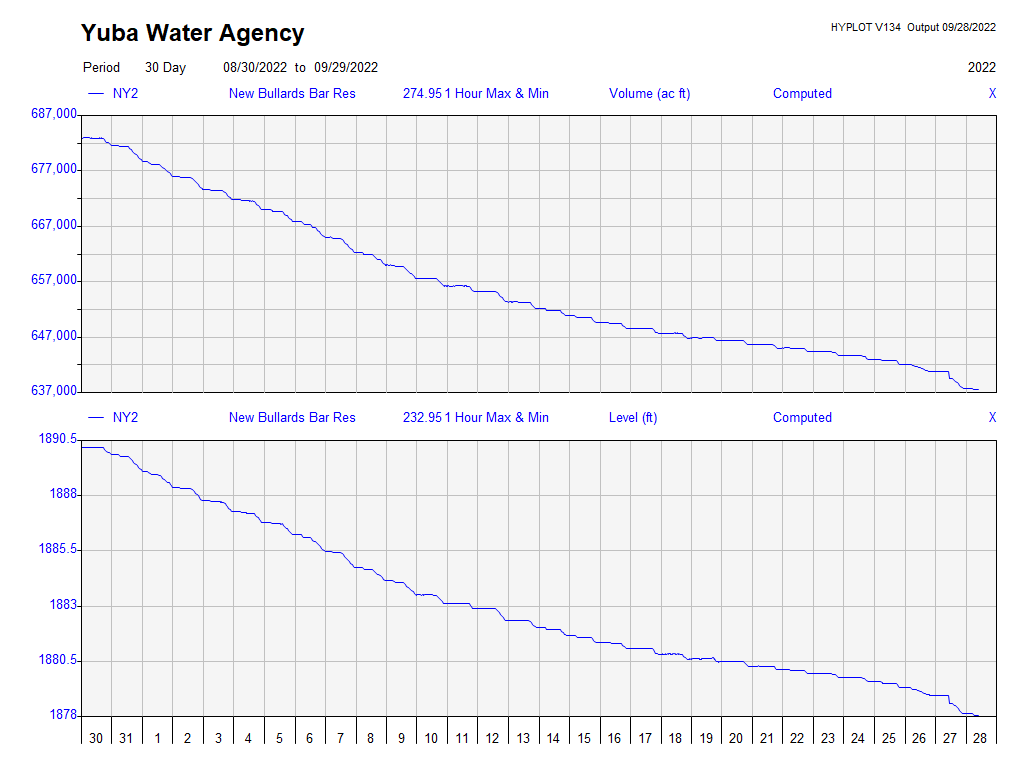 Yuba Water Agency
HYPLOT V134 Output 09/28/2022
Period 30 Day 08/30/2022 to 09/29/2022 2022
NY2 New Bullards Bar Res 274.95 1 Hour Max & Min Volume (ac ft) Computed X
687,000
677,000
667,000
657,000
647,000
637,000
NY2 New Bullards Bar Res 232.95 1 Hour Max & Min Level (ft) Computed X
1890.5
1888
1885.5
1883
1880.5
1878
30 31 1 2 3 4 5 6 7 8 9 10 11 12 13 14 15 16 17 18 19 20 21 22 23 24 25 26 27 28